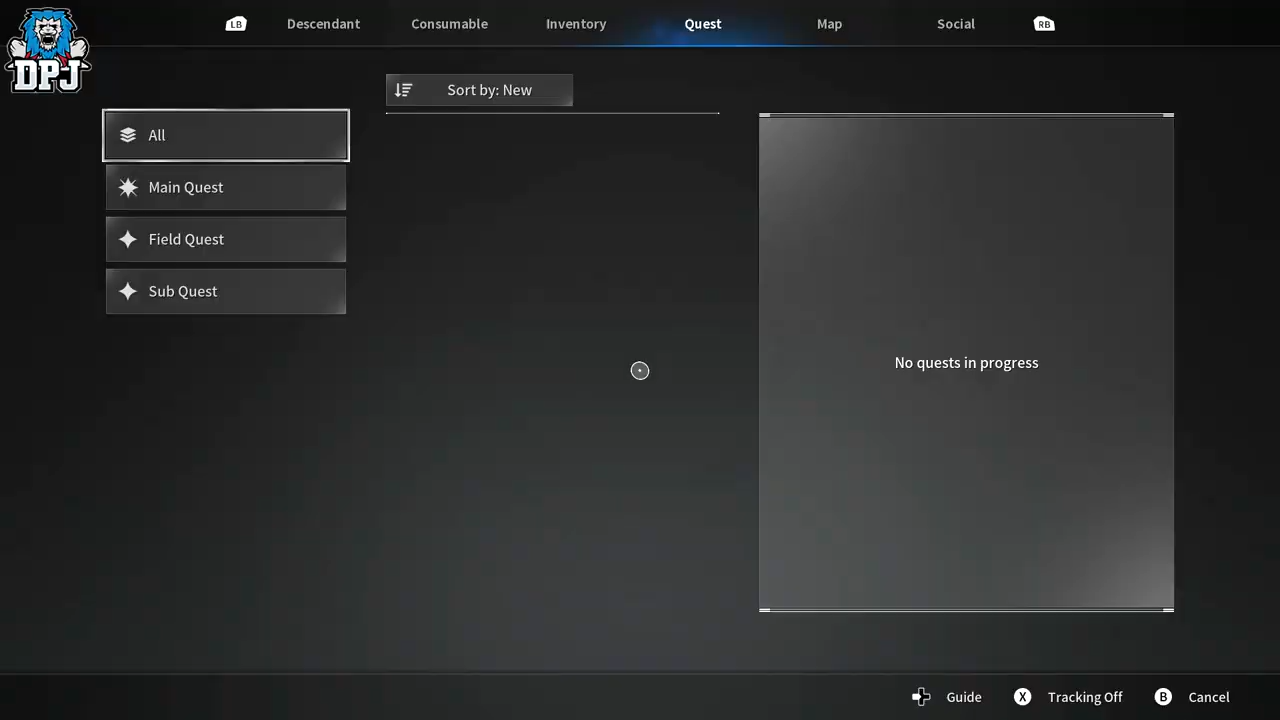 LB Descendant Consumable Inventory Quest Map Social RB
DPJ
Sort by: New
All
Main Quest
Field Quest
Sub Quest
No quests in progress
Guide X Tracking Off B Cancel